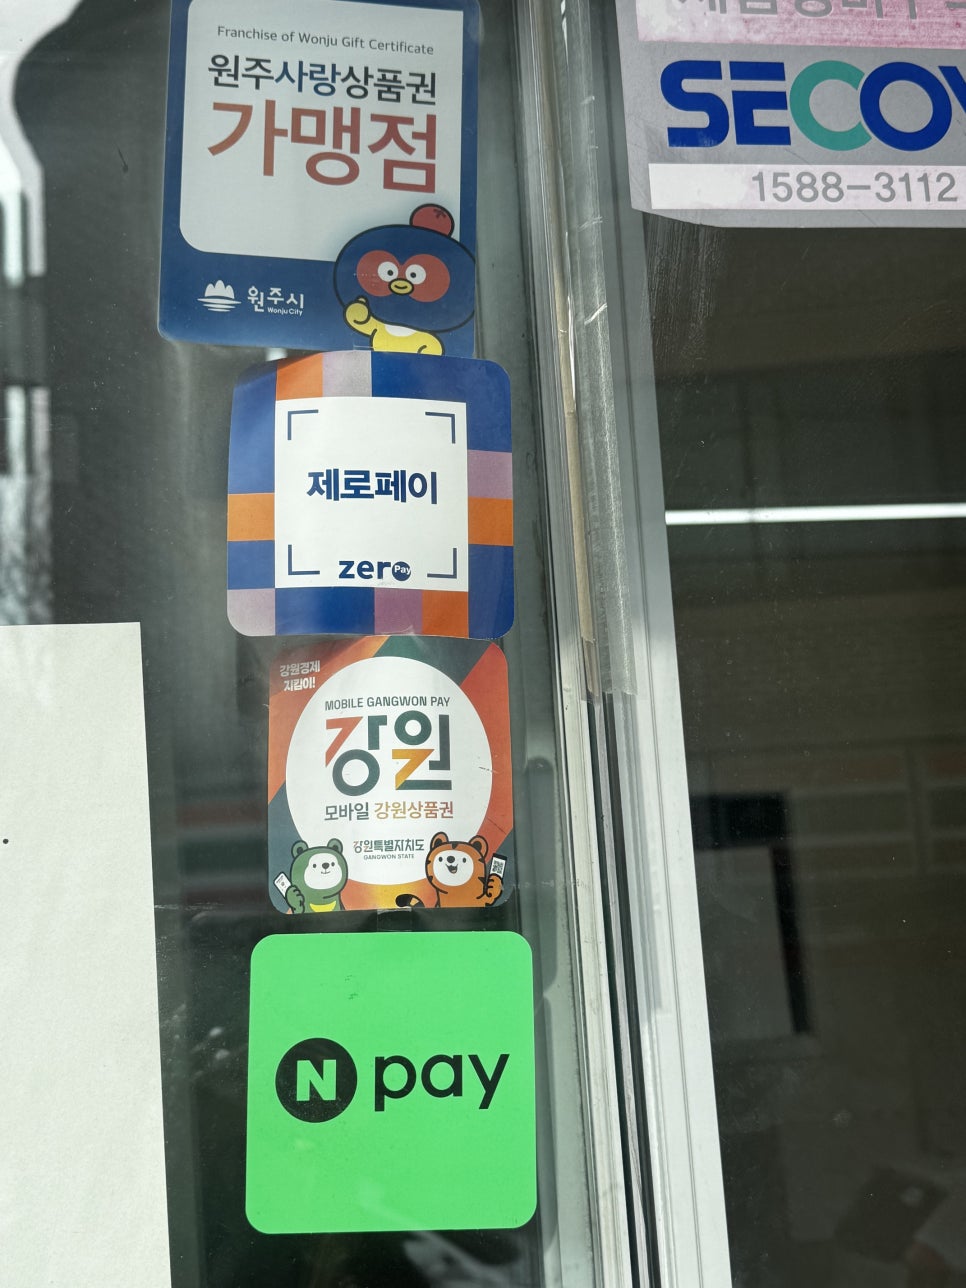 Franchise of Wonju Gift Certificate
원주사랑상품권
가맹점
원주시
Wonju City
제로페이
zero Pay
강원경제
지킴이!
MOBILE GANGWON PAY
강원
모바일 강원상품권
강원특별자치도
GANGWON STATE
N pay
SECO
1588-3112